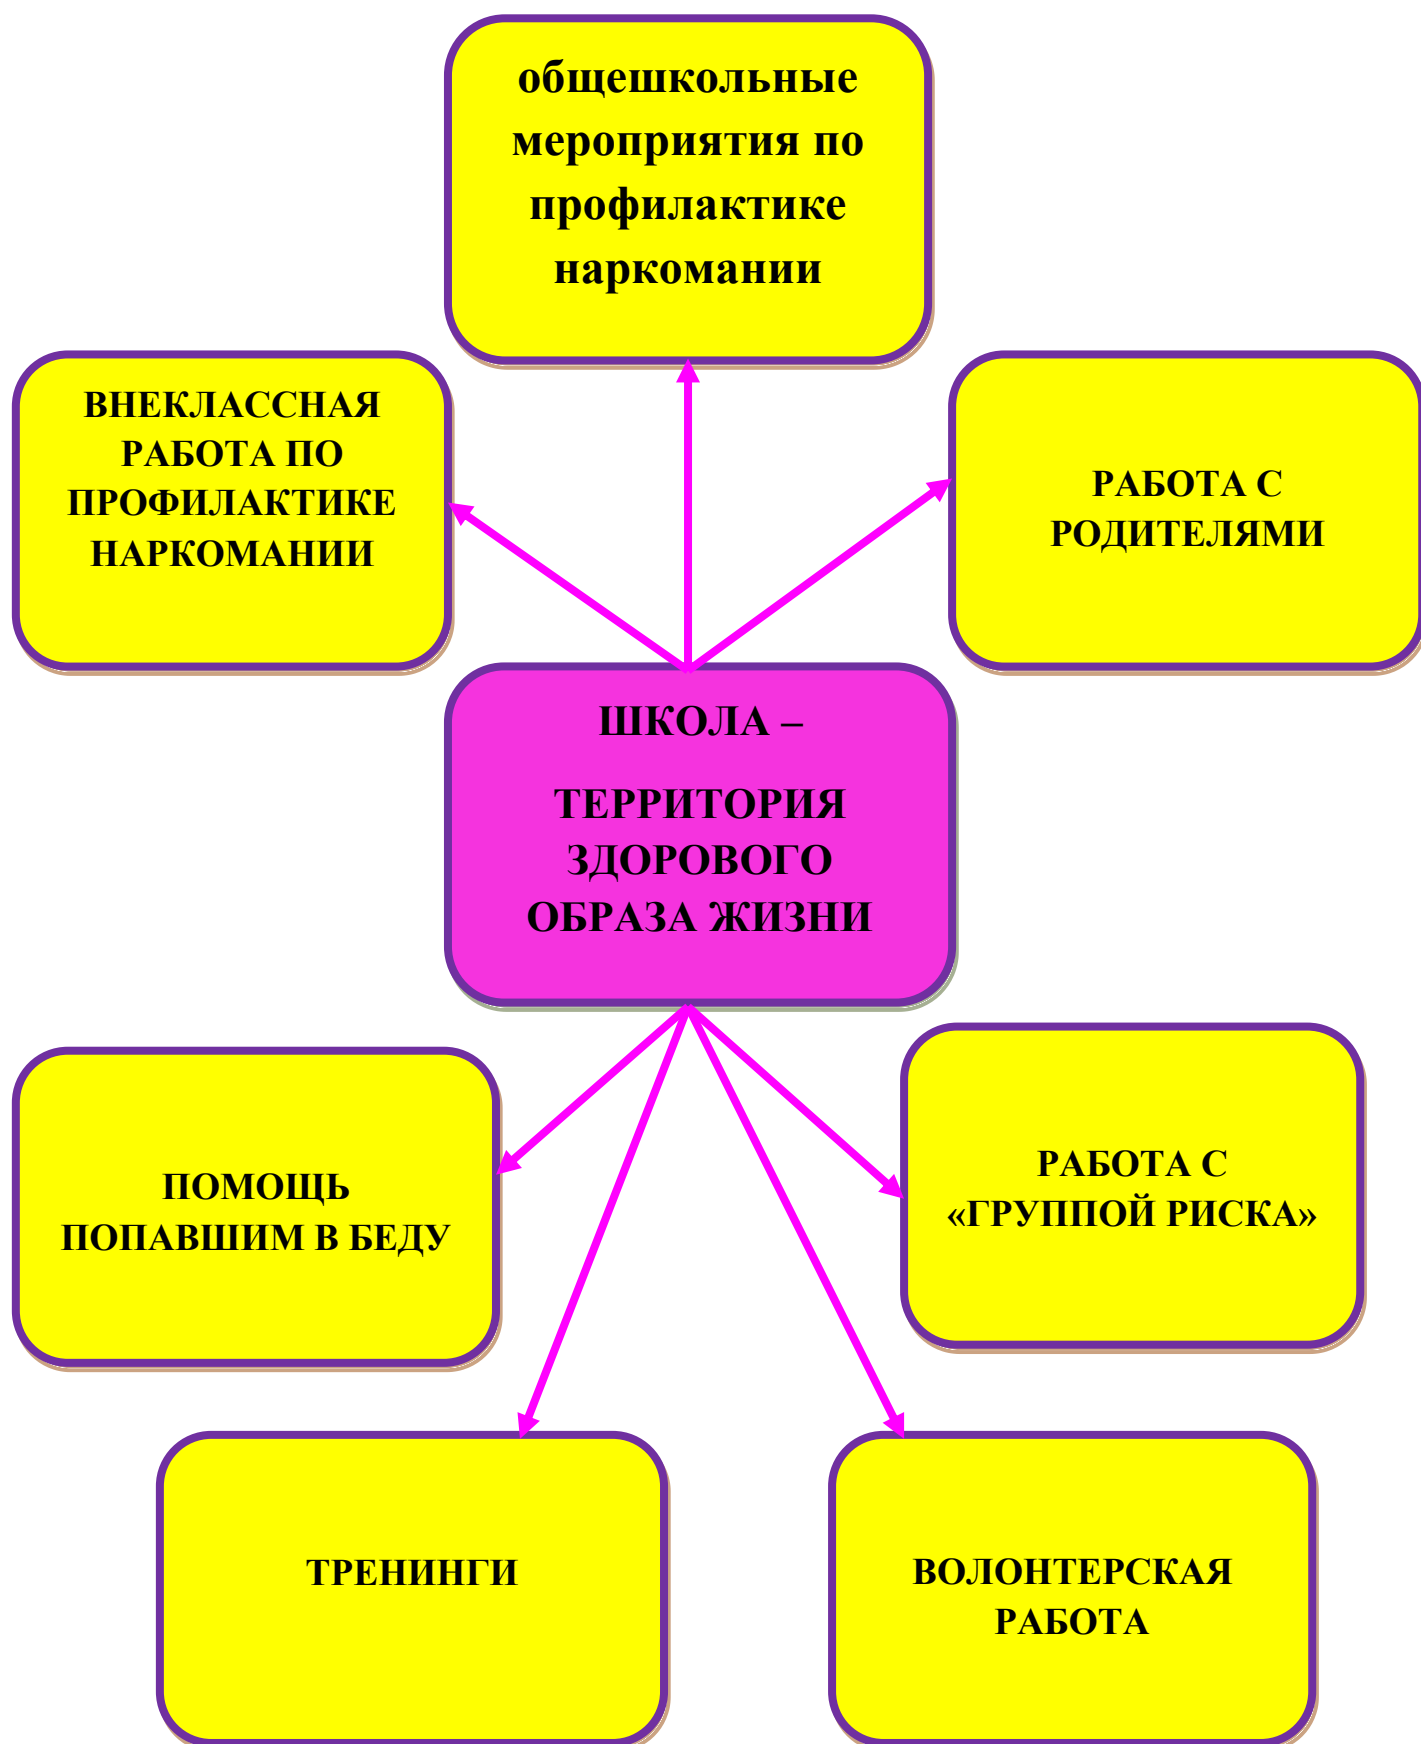 общешкольные
мероприятия по
профилактике
наркомании
ВНЕКЛАССНАЯ
РАБОТА ПО
ПРОФИЛАКТИКЕ
НАРКОМАНИИ
РАБОТА С
РОДИТЕЛЯМИ
ШКОЛА –
ТЕРРИТОРИЯ
ЗДОРОВОГО
ОБРАЗА ЖИЗНИ
ПОМОЩЬ
ПОПАВШИМ В БЕДУ
РАБОТА С
«ГРУППОЙ РИСКА»
ТРЕНИНГИ
ВОЛОНТЕРСКАЯ
РАБОТА